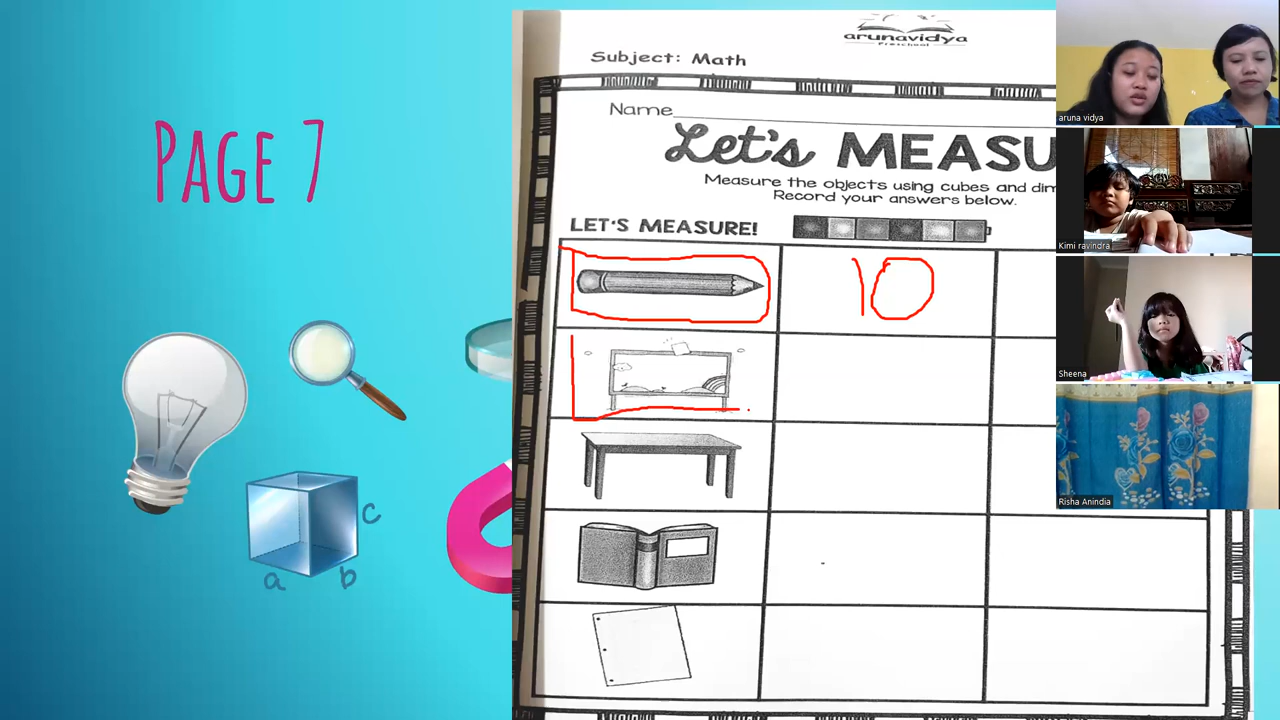 PAGE 7
a
b
c
arunavidya
Preschool
Subject: Math
Name
Let's MEASU
Measure the objects using cubes and dim
Record your answers below.
LET'S MEASURE!
10
aruna vidya
Kimi ravindra
Sheena
Risha Anindia